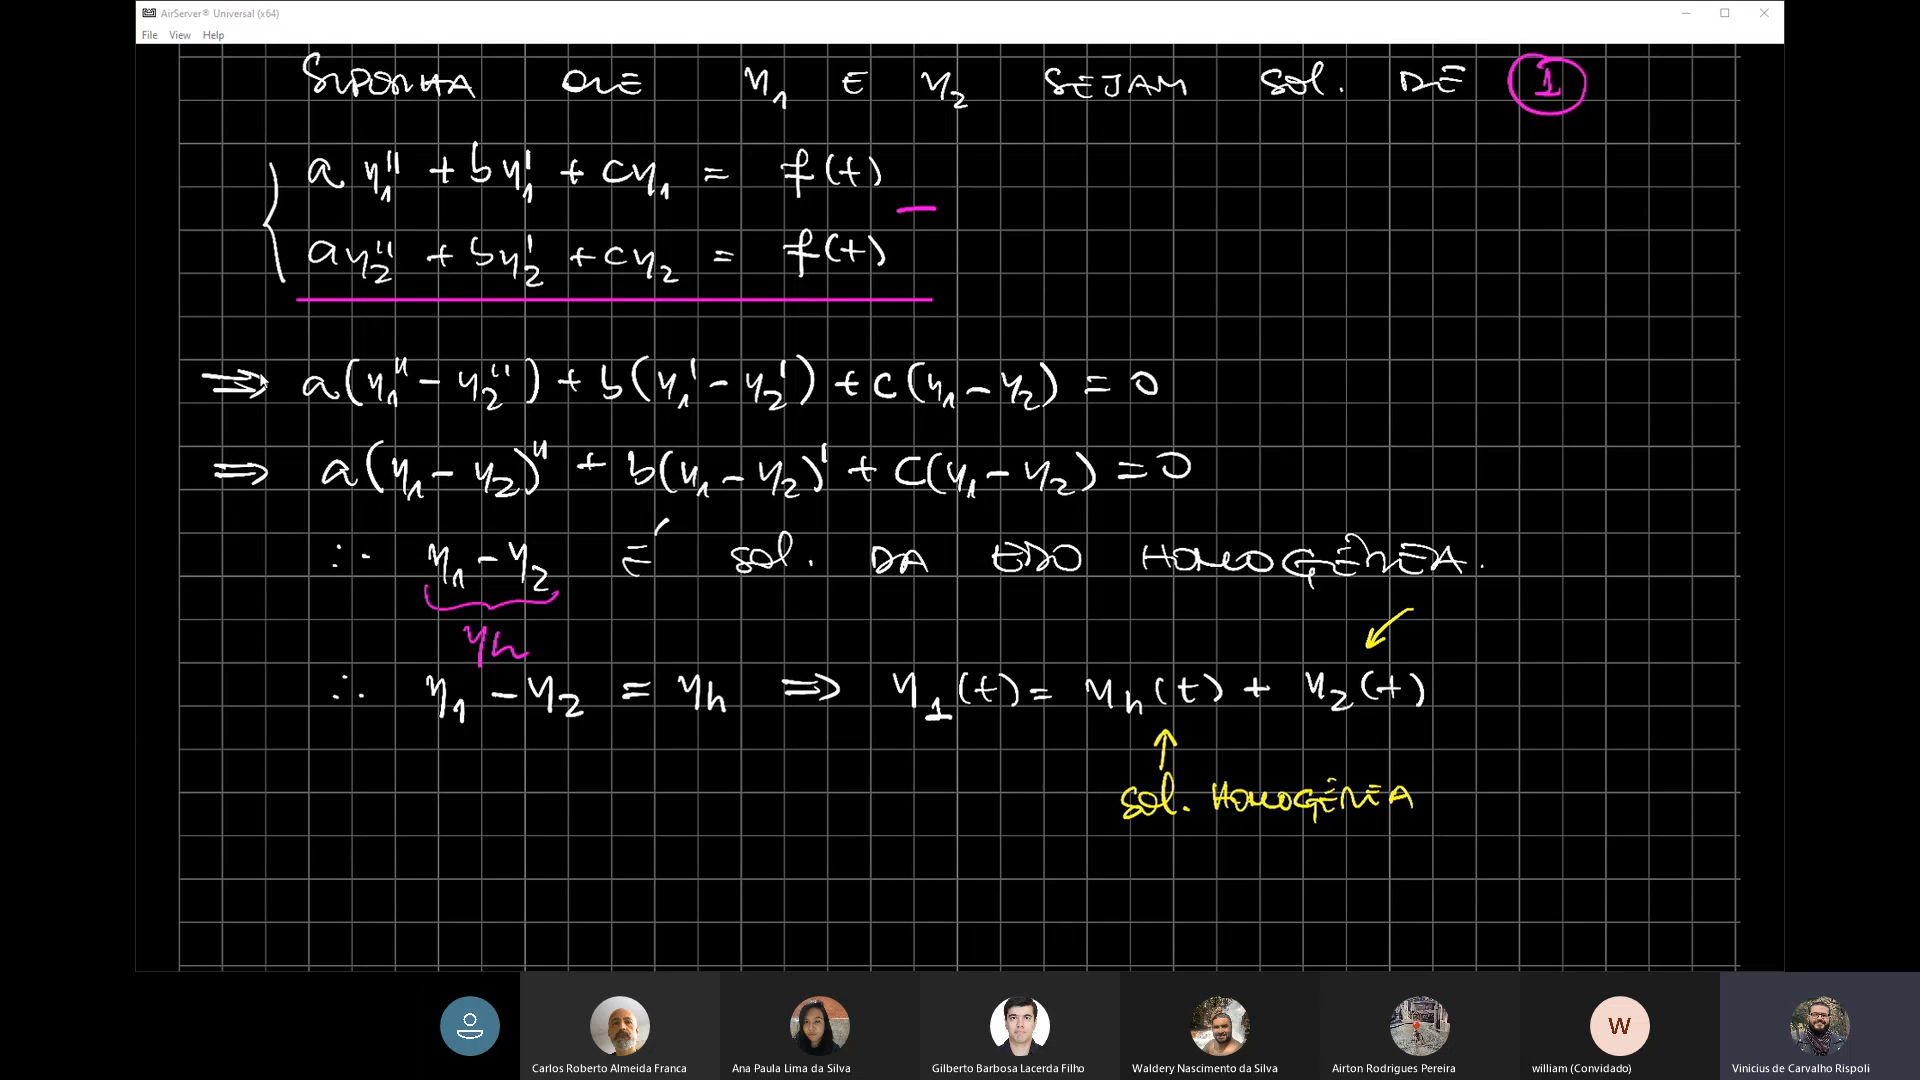 AirServer® Universal (x64)
File View Help
SUPONHA QUE y₁ E y₂ SEJAM sol. DE ①
a y₁'' + b y₁' + c y₁ = f(t)
a y₂'' + b y₂' + c y₂ = f(t)
⇒ a(y₁'' - y₂'') + b(y₁' - y₂') + c(y₁ - y₂) = 0
⇒ a(y₁ - y₂)'' + b(y₁ - y₂)' + c(y₁ - y₂) = 0
∴ y₁ - y₂ É sol. DA EDO HOMOGÊNEA.
yh
∴ y₁ - y₂ = yh ⇒ y₁(t) = yh(t) + y₂(t)
sol. HOMOGÊNEA
W
Carlos Roberto Almeida Franca Ana Paula Lima da Silva Gilberto Barbosa Lacerda Filho Waldery Nascimento da Silva Airton Rodrigues Pereira william (Convidado) Vinicius de Carvalho Rispoli